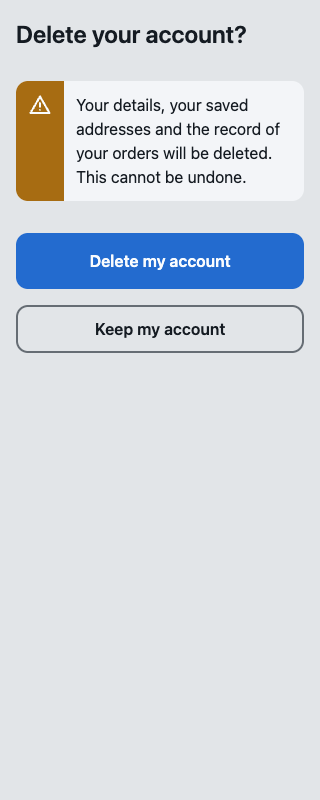 Delete your account?
Your details, your saved
addresses and the record of
your orders will be deleted.
This cannot be undone.
Delete my account
Keep my account